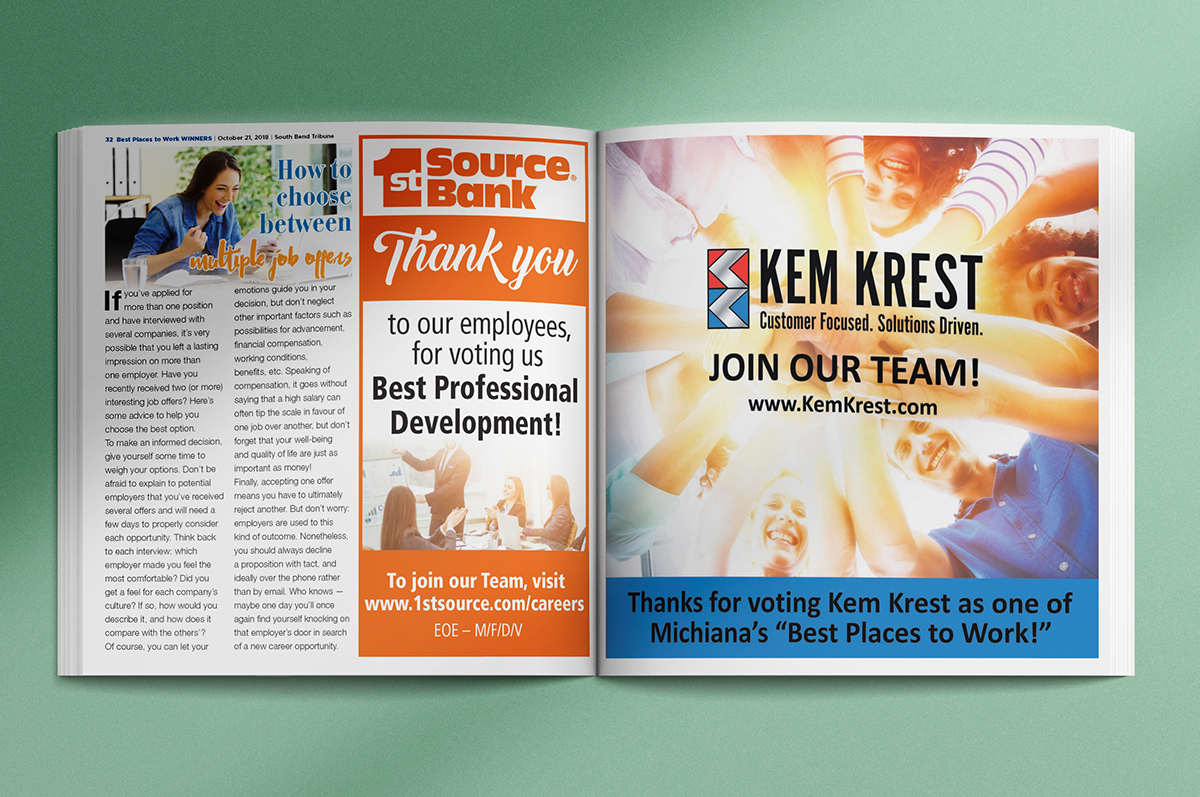 32 Best Places to Work WINNERS | October 21, 2018 | South Bend Tribune
How to
choose
between
multiple job offers
If you've applied for
more than one position
and have interviewed with
several companies, it's very
possible that you left a lasting
impression on more than
one employer. Have you
recently received two (or more)
interesting job offers? Here's
some advice to help you
choose the best option.
To make an informed decision,
give yourself some time to
weigh your options. Don't be
afraid to explain to potential
employers that you've received
several offers and will need a
few days to properly consider
each opportunity. Think back
to each interview: which
employer made you feel the
most comfortable? Did you
get a feel for each company's
culture? If so, how would you
describe it, and how does it
compare with the others'?
Of course, you can let your
emotions guide you in your
decision, but don't neglect
other important factors such as
possibilities for advancement,
financial compensation,
working conditions,
benefits, etc. Speaking of
compensation, it goes without
saying that a high salary can
often tip the scale in favour of
one job over another, but don't
forget that your well-being
and quality of life are just as
important as money!
Finally, accepting one offer
means you have to ultimately
reject another. But don't worry:
employers are used to this
kind of outcome. Nonetheless,
you should always decline
a proposition with tact, and
ideally over the phone rather
than by email. Who knows —
maybe one day you'll once
again find yourself knocking on
that employer's door in search
of a new career opportunity.
1st Source
Bank®
Thank you
to our employees,
for voting us
Best Professional
Development!
To join our Team, visit
www.1stsource.com/careers
EOE – M/F/D/V
KEM KREST
Customer Focused. Solutions Driven.
JOIN OUR TEAM!
www.KemKrest.com
Thanks for voting Kem Krest as one of
Michiana's “Best Places to Work!”